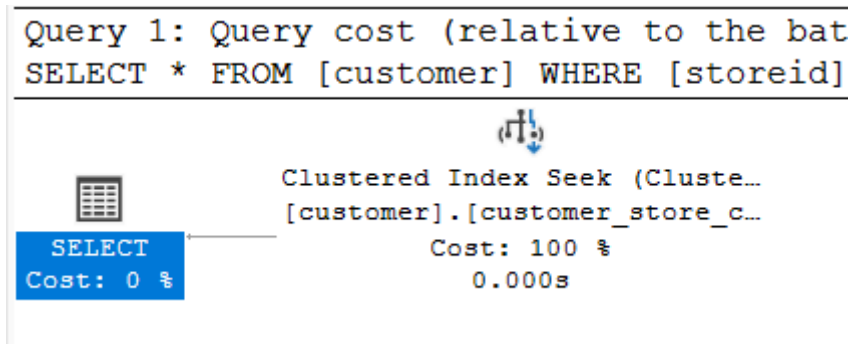 Query 1: Query cost (relative to the bat
SELECT * FROM [customer] WHERE [storeid]
Clustered Index Seek (Cluste…
[customer].[customer_store_c…
Cost: 100 %
0.000s
SELECT
Cost: 0 %